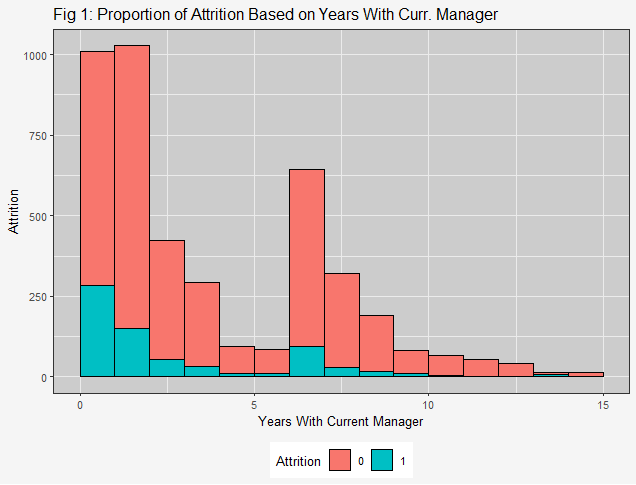 Fig 1: Proportion of Attrition Based on Years With Curr. Manager
1000
750
500
250
0
Attrition
0 5 10 15
Years With Current Manager
Attrition 0 1